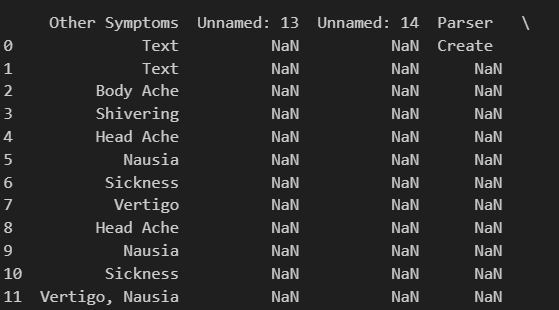 Other Symptoms Unnamed: 13 Unnamed: 14 Parser \
0 Text NaN NaN Create
1 Text NaN NaN NaN
2 Body Ache NaN NaN NaN
3 Shivering NaN NaN NaN
4 Head Ache NaN NaN NaN
5 Nausia NaN NaN NaN
6 Sickness NaN NaN NaN
7 Vertigo NaN NaN NaN
8 Head Ache NaN NaN NaN
9 Nausia NaN NaN NaN
10 Sickness NaN NaN NaN
11 Vertigo, Nausia NaN NaN NaN